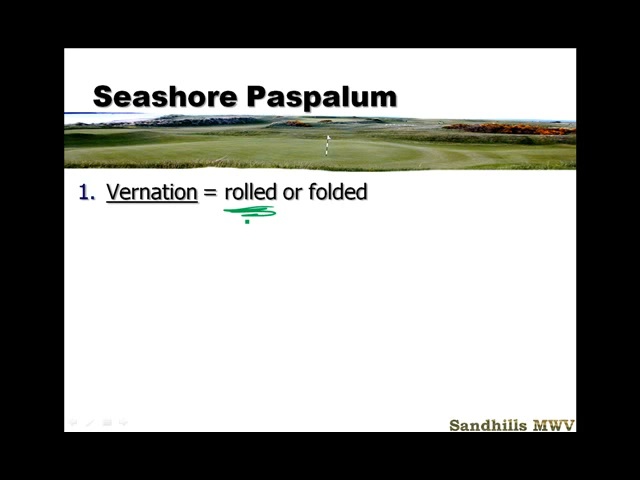 Seashore Paspalum
1. Vernation = rolled or folded
Sandhills MWV